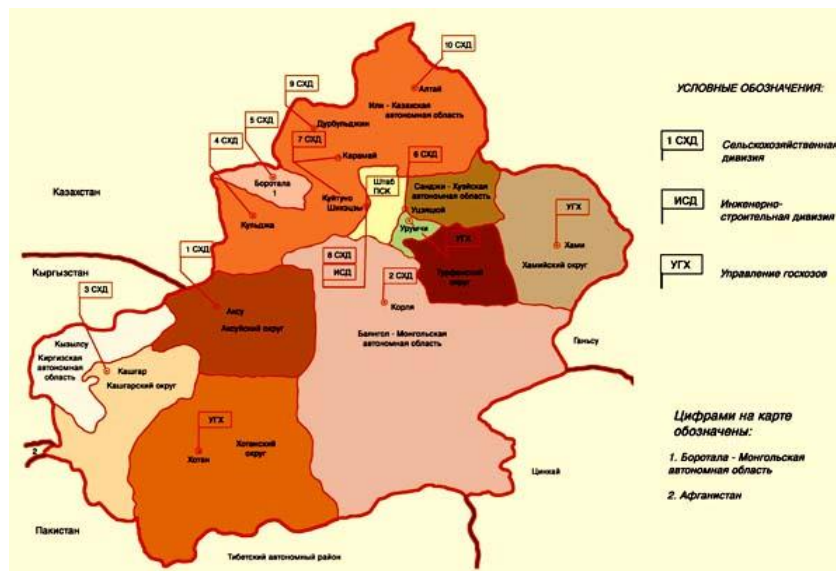 10 СХД
Алтай
9 СХД
Или - Казахская
автономная область
Дурбульджин
5 СХД
7 СХД
4 СХД
Карамай
6 СХД
Боротала
1
Штаб
ПСК
Санджи - Хуэйская
автономная область
Казахстан
Куйтуно
Шихэцзы
Уцзяцюй
Урумчи
УГХ
Кульджа
УГХ
Хами
Хамийский округ
1 СХД
8 СХД
ИСД
2 СХД
Турфанский
округ
Кыргызстан
3 СХД
Аксу
Корля
Аксуйский округ
Баянгол - Монгольская
автономная область
Ганьсу
Кызылсу
Киргизская
автономная
область
Кашгар
Кашгарский округ
УГХ
Хотанский
округ
Хотан
2
Цинхай
Пакистан
Тибетский автономный район
УСЛОВНЫЕ ОБОЗНАЧЕНИЯ:
1 СХД
Сельскохозяйственная
дивизия
ИСД
Инженерно-
строительная дивизия
УГХ
Управление госхозов
Цифрами на карте
обозначены:
1. Боротала - Монгольская
автономная область
2. Афганистан